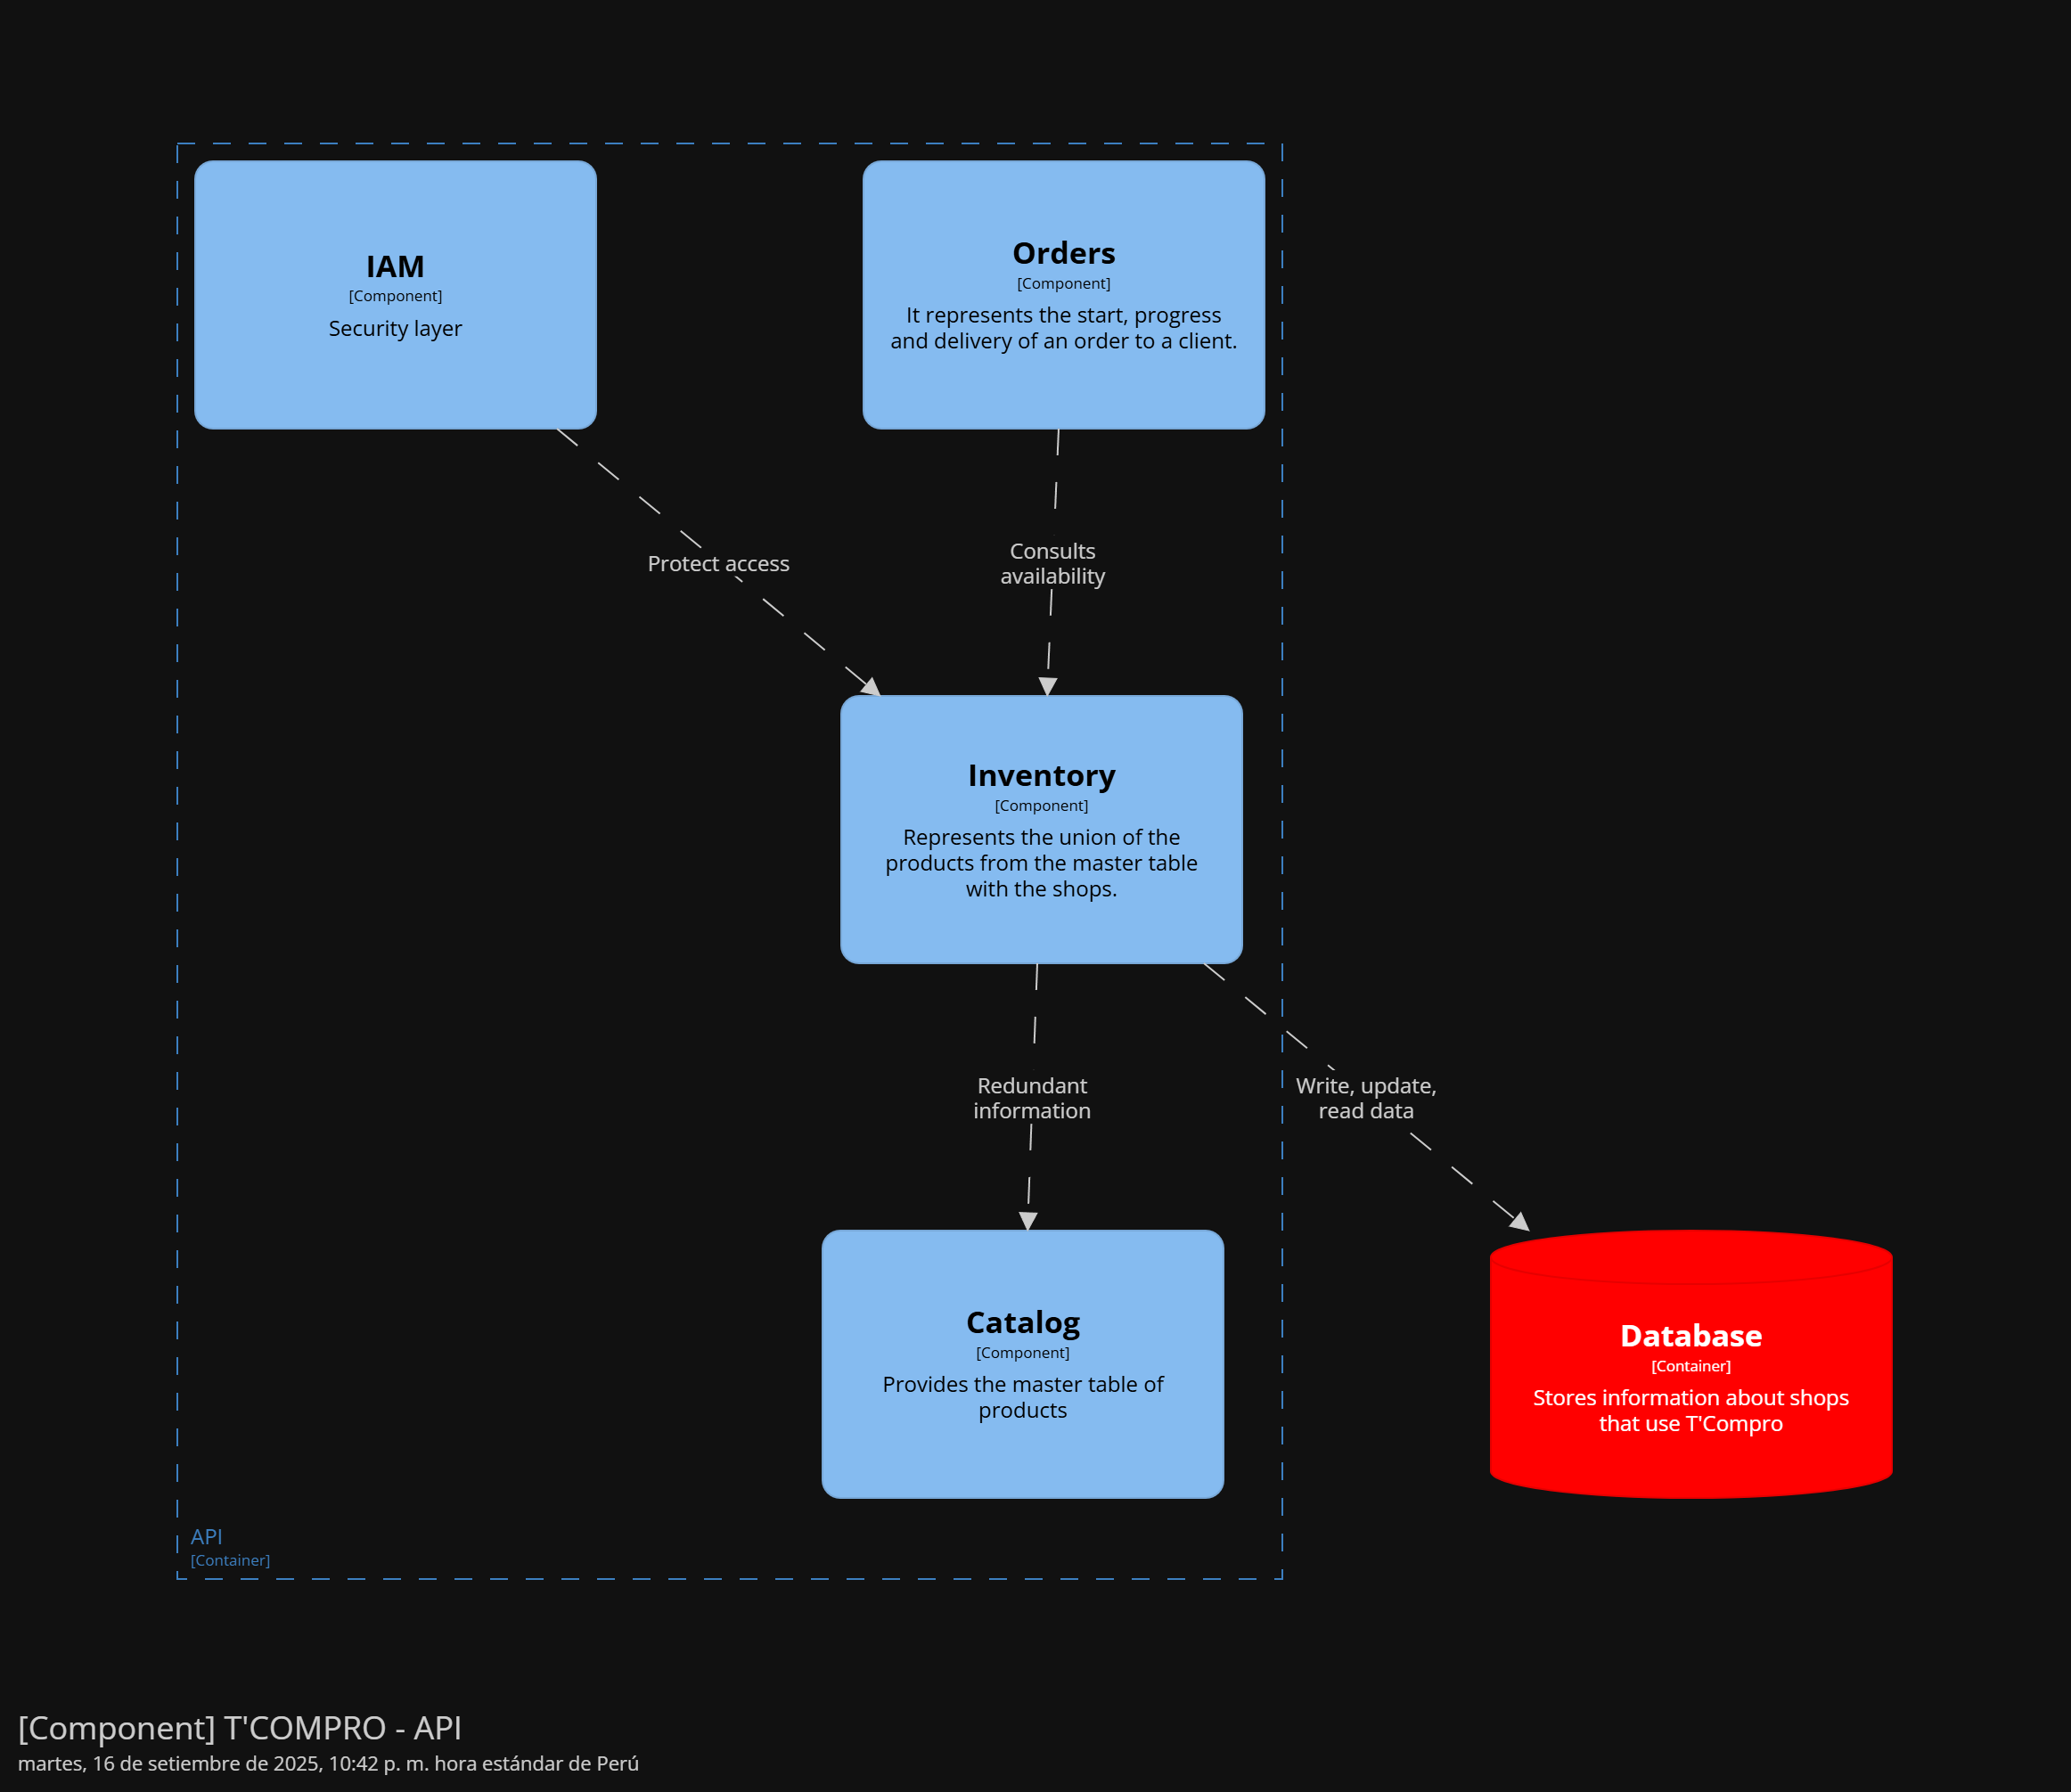 IAM
[Component]
Security layer
Orders
[Component]
It represents the start, progress
and delivery of an order to a client.
Protect access
Consults
availability
Inventory
[Component]
Represents the union of the
products from the master table
with the shops.
Redundant
information
Write, update,
read data
Catalog
[Component]
Provides the master table of
products
Database
[Container]
Stores information about shops
that use T'Compro
API
[Container]
[Component] T'COMPRO - API
martes, 16 de setiembre de 2025, 10:42 p. m. hora estándar de Perú